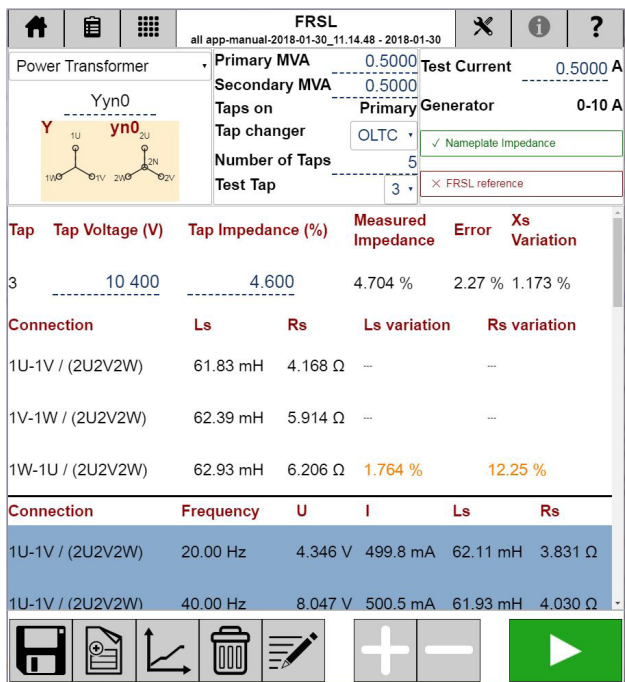 FRSL
all app-manual-2018-01-30_11.14.48 - 2018-01-30
?
Power Transformer
Yyn0
Y yn0
1U 2U
2N
1W 1V 2W 2V
Primary MVA 0.5000
Secondary MVA 0.5000
Taps on Primary
Tap changer OLTC
Number of Taps 5
Test Tap 3
Test Current 0.5000 A
Generator 0-10 A
✓ Nameplate Impedance
✕ FRSL reference
Tap Tap Voltage (V) Tap Impedance (%) Measured Impedance Error Xs Variation
3 10 400 4.600 4.704 % 2.27 % 1.173 %
Connection Ls Rs Ls variation Rs variation
1U-1V / (2U2V2W) 61.83 mH 4.168 Ω --- ---
1V-1W / (2U2V2W) 62.39 mH 5.914 Ω --- ---
1W-1U / (2U2V2W) 62.93 mH 6.206 Ω 1.764 % 12.25 %
Connection Frequency U I Ls Rs
1U-1V / (2U2V2W) 20.00 Hz 4.346 V 499.8 mA 62.11 mH 3.831 Ω
1U-1V / (2U2V2W) 40.00 Hz 8.047 V 500.5 mA 61.93 mH 4.030 Ω